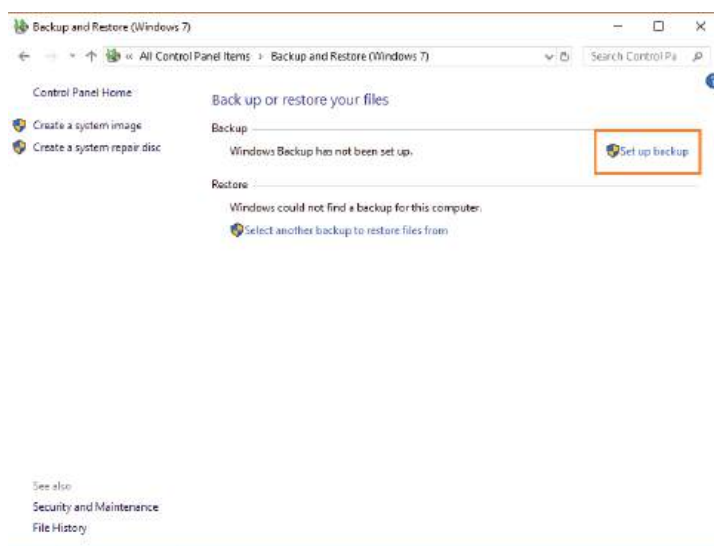 Backup and Restore (Windows 7)
« All Control Panel Items › Backup and Restore (Windows 7)
Search Control Pa
Control Panel Home
Back up or restore your files
Create a system image
Create a system repair disc
Backup
Windows Backup has not been set up.
Set up backup
Restore
Windows could not find a backup for this computer.
Select another backup to restore files from
See also
Security and Maintenance
File History